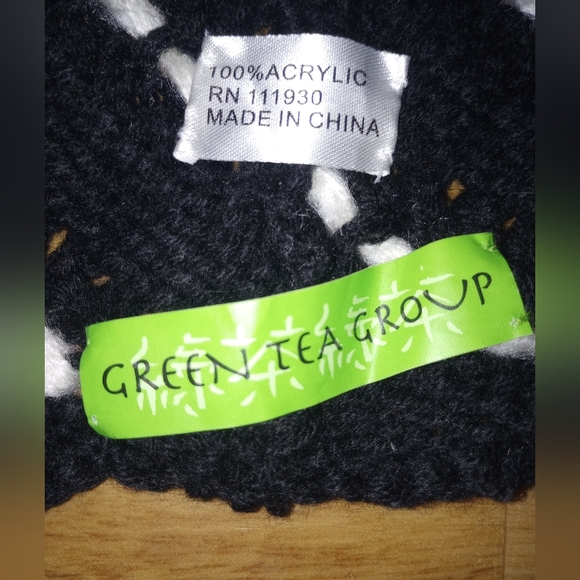 100%ACRYLIC
RN 111930
MADE IN CHINA
GREEN TEA GROUP